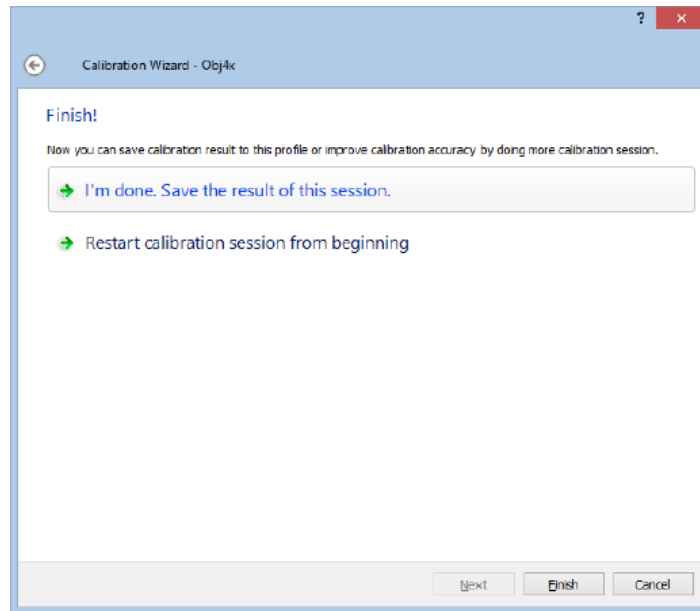 ?
Calibration Wizard - Obj4x
Finish!
Now you can save calibration result to this profile or improve calibration accuracy by doing more calibration session.
I'm done. Save the result of this session.
Restart calibration session from beginning
Next Finish Cancel